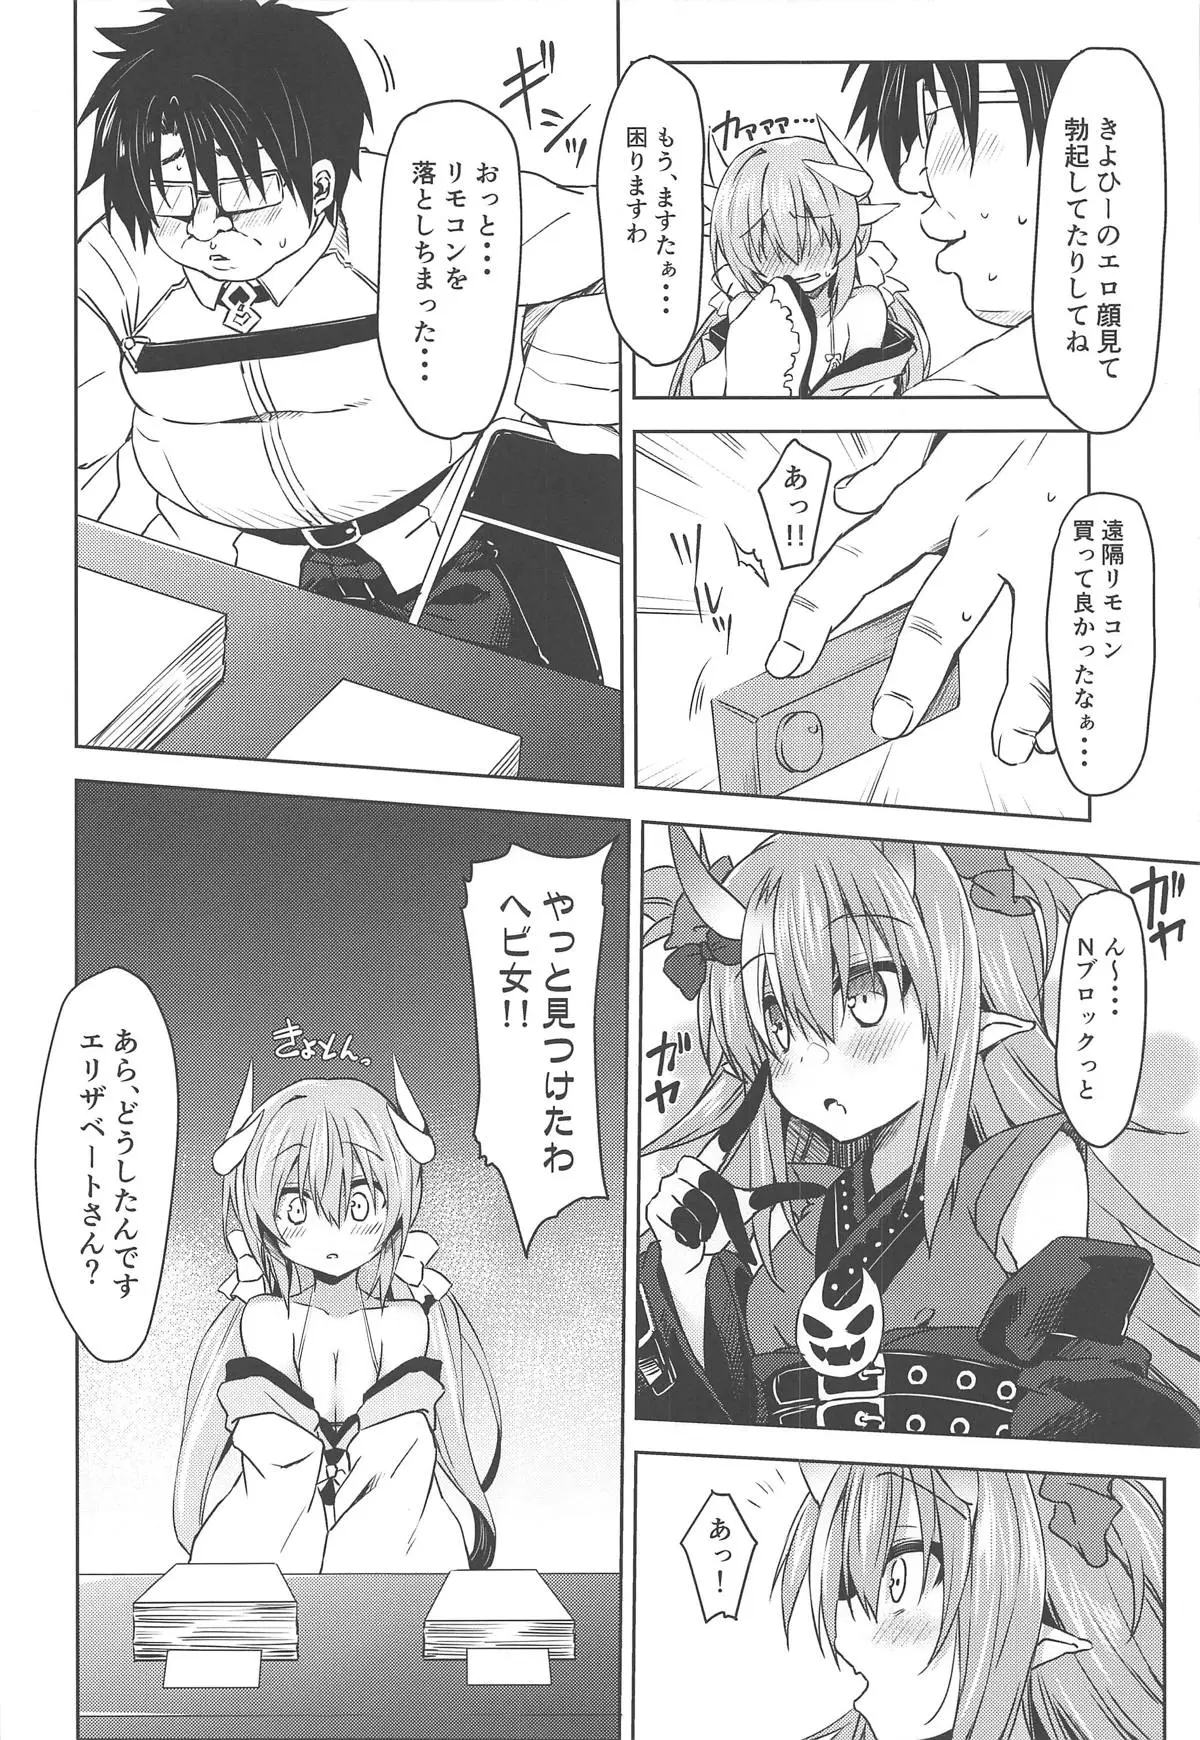 きよひーのエロ顔見て
勃起してたりしてね
カァァァァ…
もう、ますたぁ・・・
困りますわ
遠隔リモコン
買って良かったなぁ・・・
あっ!!
ギシッ
おっと・・・
リモコンを
落としちまった・・・
ガヤ
ん〜・・・・
Nブロックっと
ガヤ
あっ!
やっと見つけたわ
ヘビ女!!
きょとんっ
あら、どうしたんです
エリザベートさん?